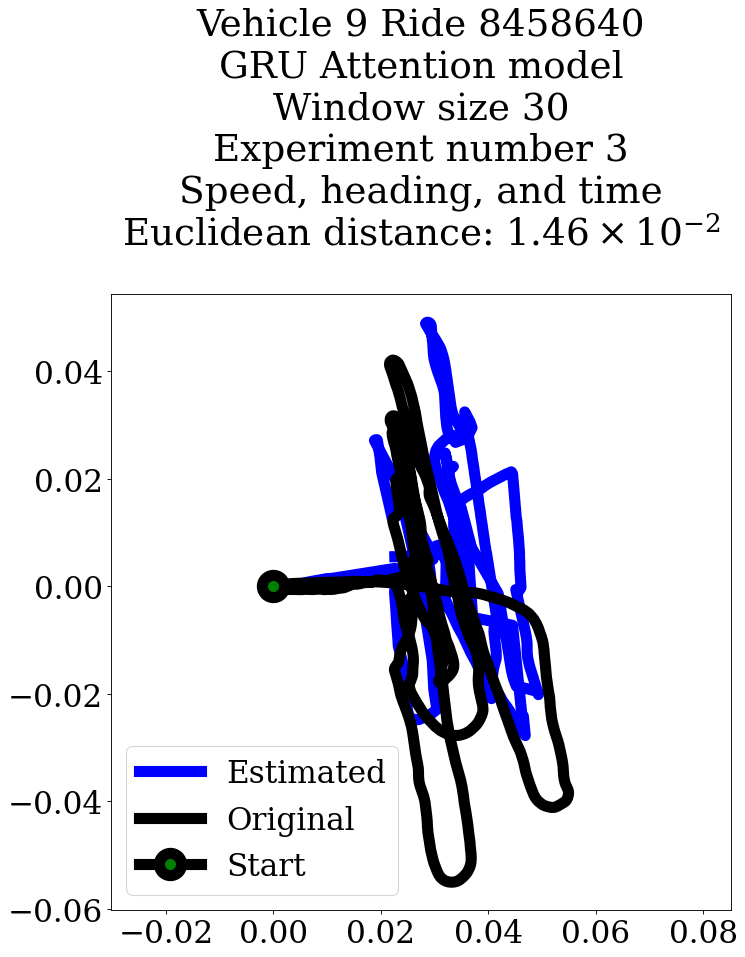 Vehicle 9 Ride 8458640
GRU Attention model
Window size 30
Experiment number 3
Speed, heading, and time
Euclidean distance: 1.46 × 10⁻²
0.04
0.02
0.00
−0.02
−0.04
−0.06
Estimated
Original
Start
−0.02 0.00 0.02 0.04 0.06 0.08